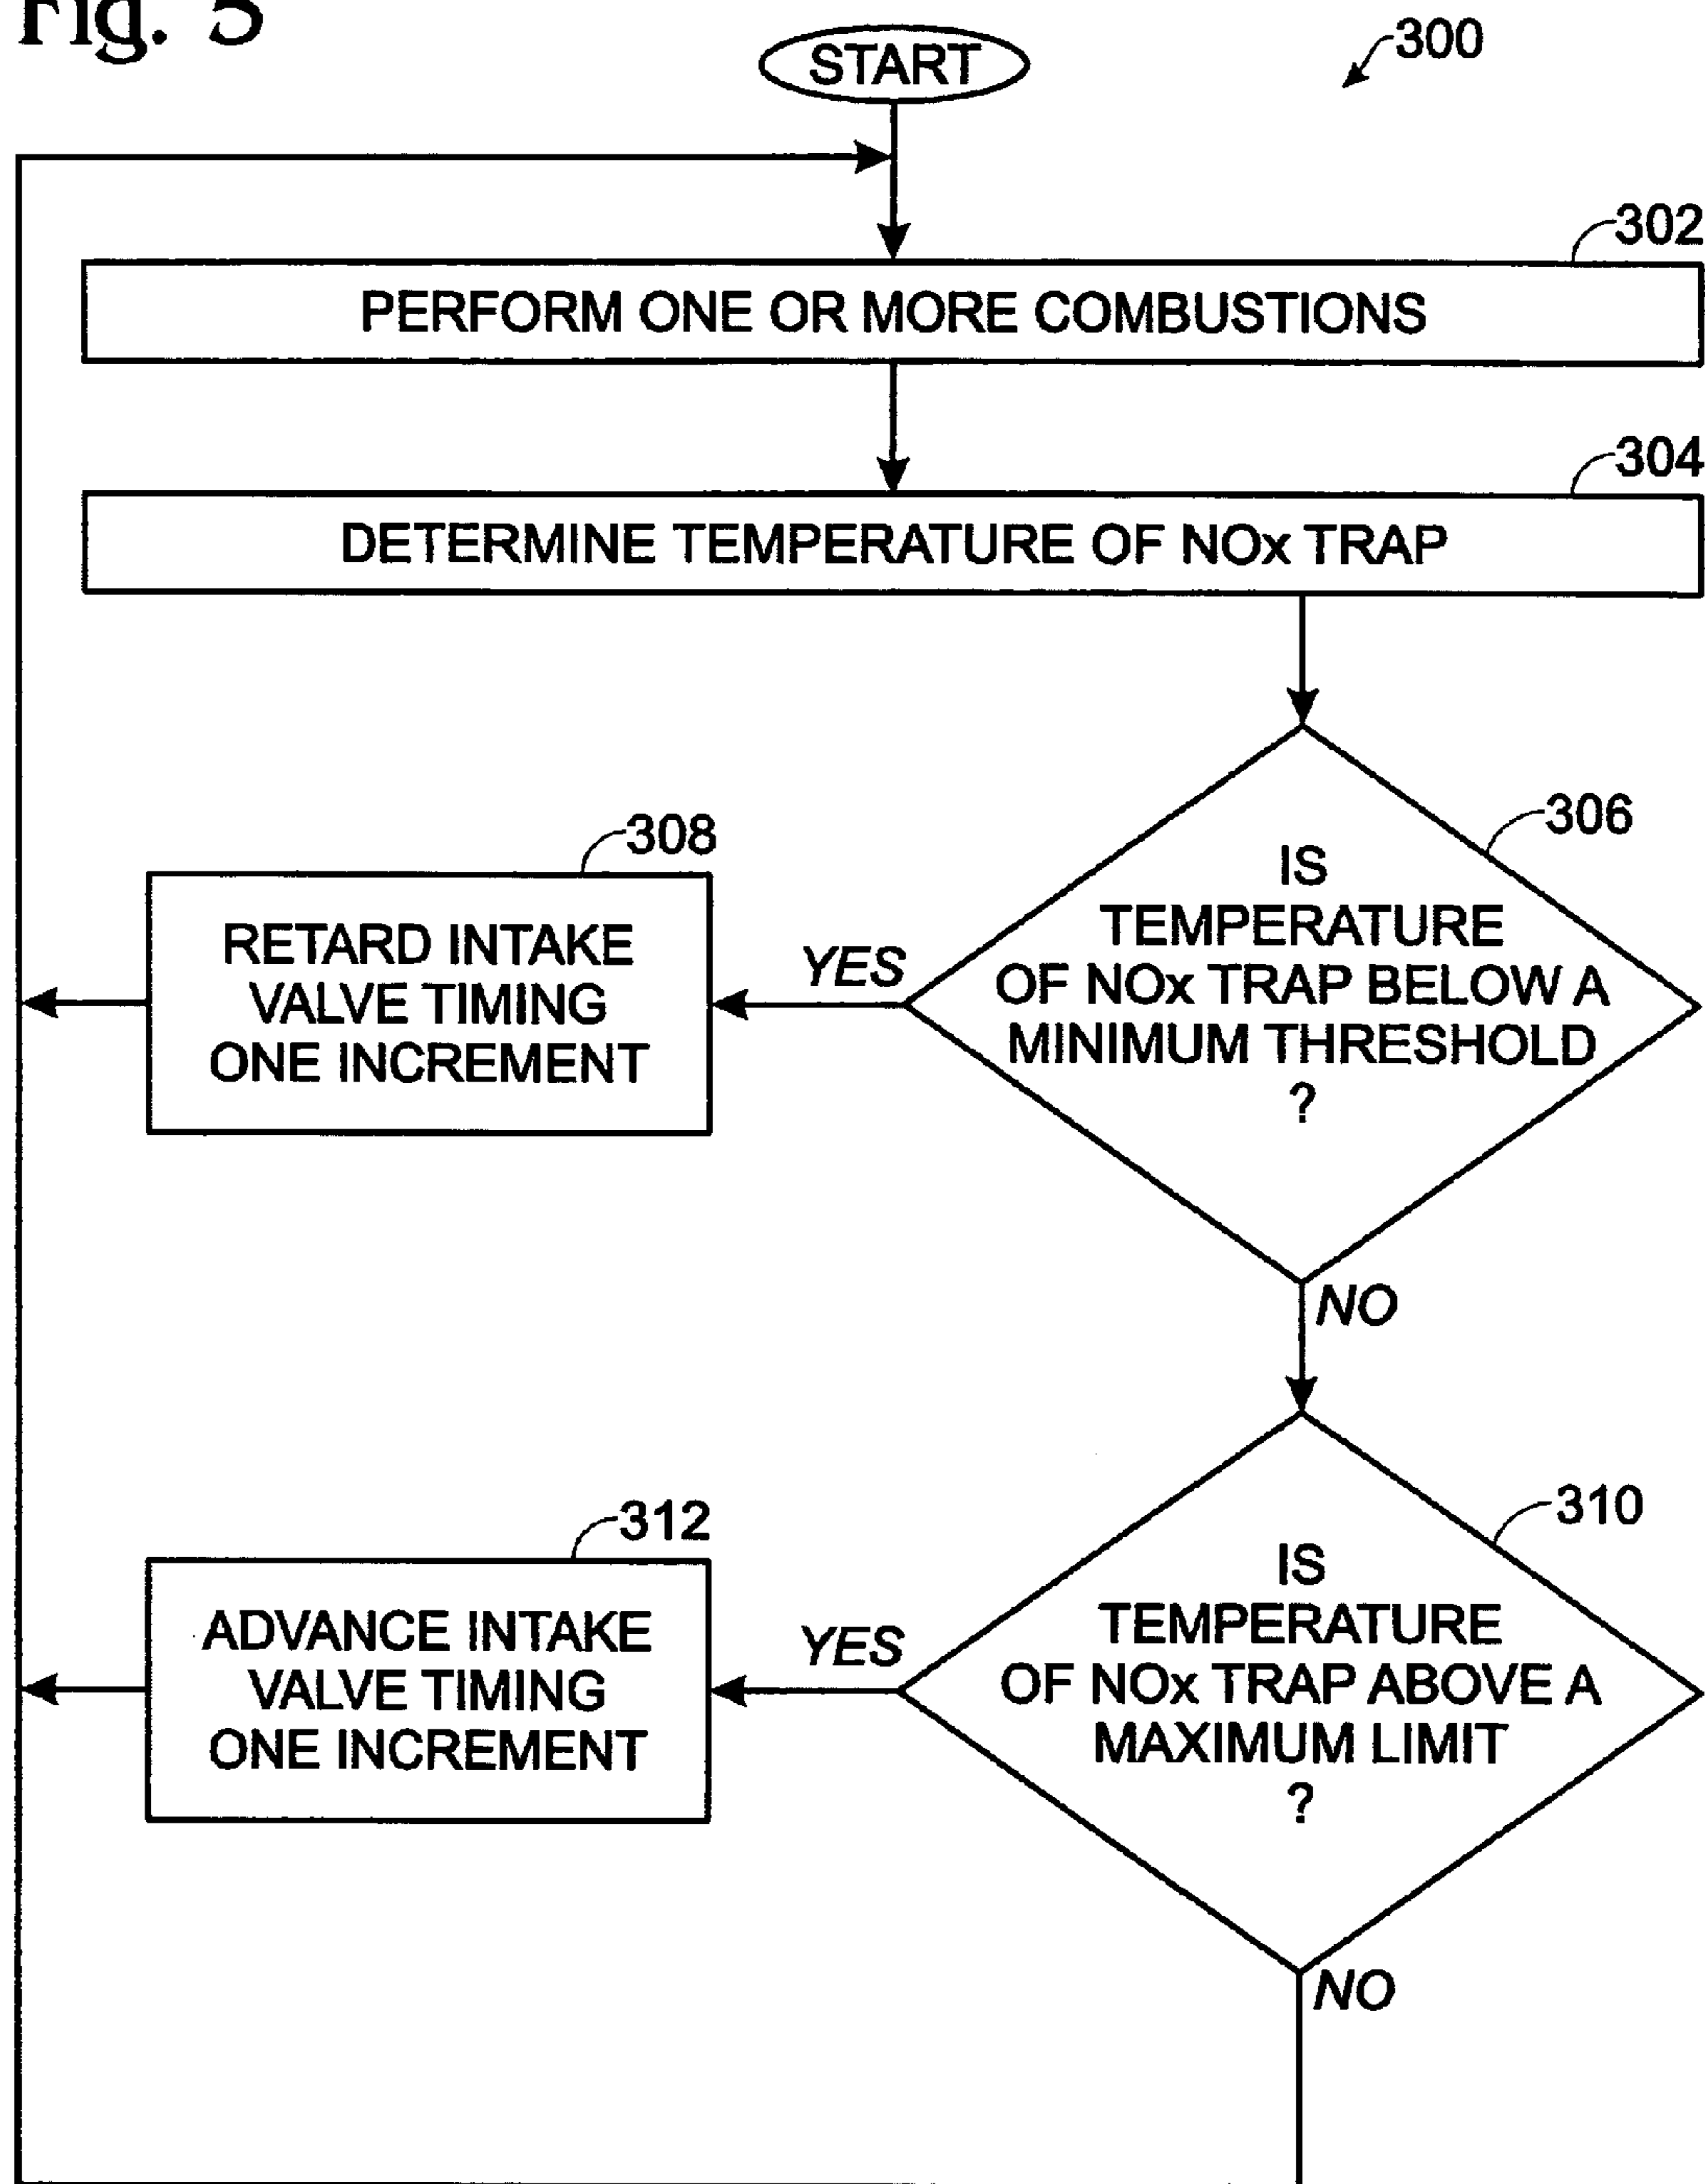 Fig. 5
START
300
302
PERFORM ONE OR MORE COMBUSTIONS
304
DETERMINE TEMPERATURE OF NOx TRAP
306
IS
TEMPERATURE
OF NOx TRAP BELOW A
MINIMUM THRESHOLD
?
YES
308
RETARD INTAKE
VALVE TIMING
ONE INCREMENT
NO
310
IS
TEMPERATURE
OF NOx TRAP ABOVE A
MAXIMUM LIMIT
?
YES
312
ADVANCE INTAKE
VALVE TIMING
ONE INCREMENT
NO